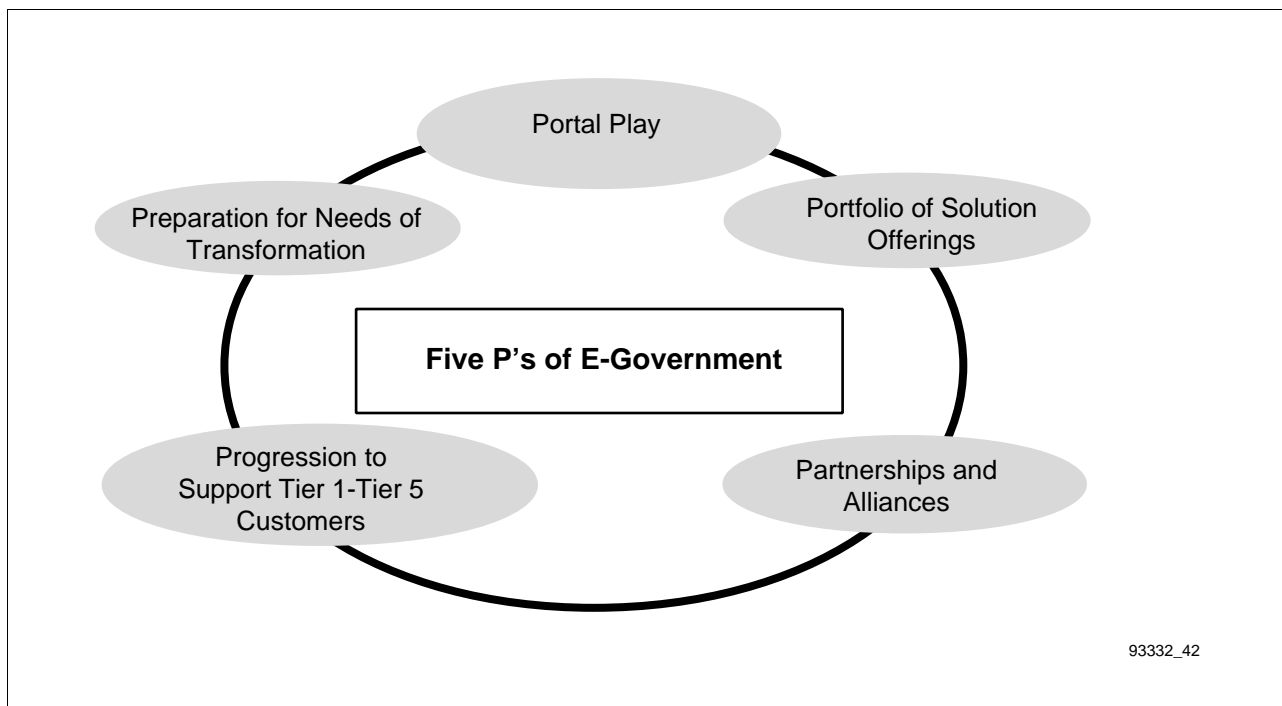 Portal Play
Portfolio of Solution
Offerings
Preparation for Needs of
Transformation
Five P’s of E-Government
Progression to
Support Tier 1-Tier 5
Customers
Partnerships and
Alliances
93332_42